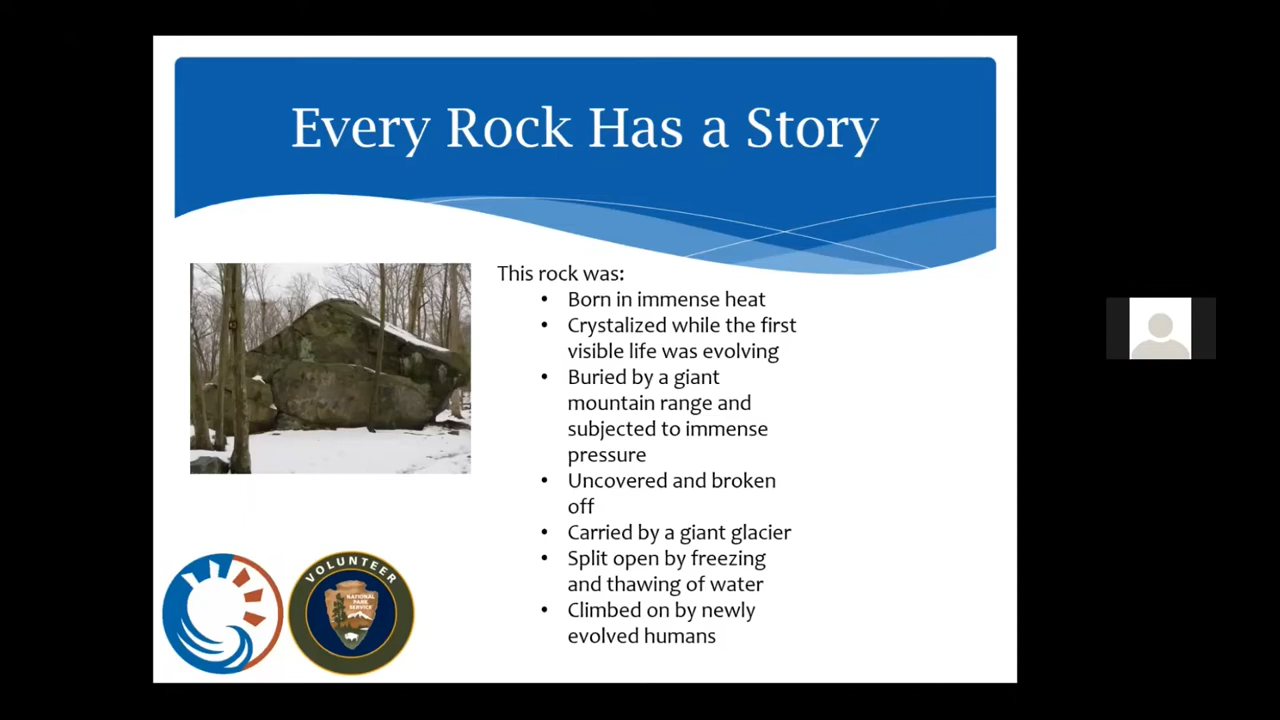 Every Rock Has a Story
This rock was:
• Born in immense heat
• Crystalized while the first
visible life was evolving
• Buried by a giant
mountain range and
subjected to immense
pressure
• Uncovered and broken
off
• Carried by a giant glacier
• Split open by freezing
and thawing of water
• Climbed on by newly
evolved humans
VOLUNTEER
NATIONAL
PARK
SERVICE